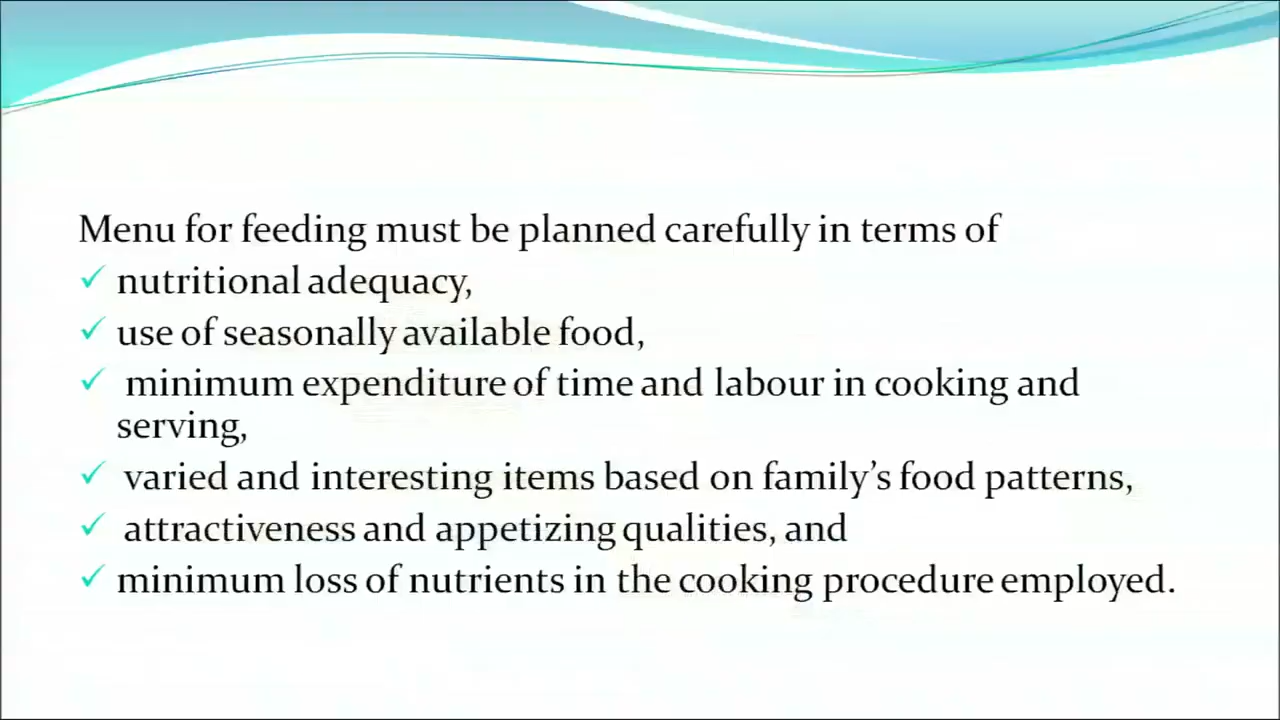 Menu for feeding must be planned carefully in terms of
✓ nutritional adequacy,
✓ use of seasonally available food,
✓ minimum expenditure of time and labour in cooking and
serving,
✓ varied and interesting items based on family’s food patterns,
✓ attractiveness and appetizing qualities, and
✓ minimum loss of nutrients in the cooking procedure employed.